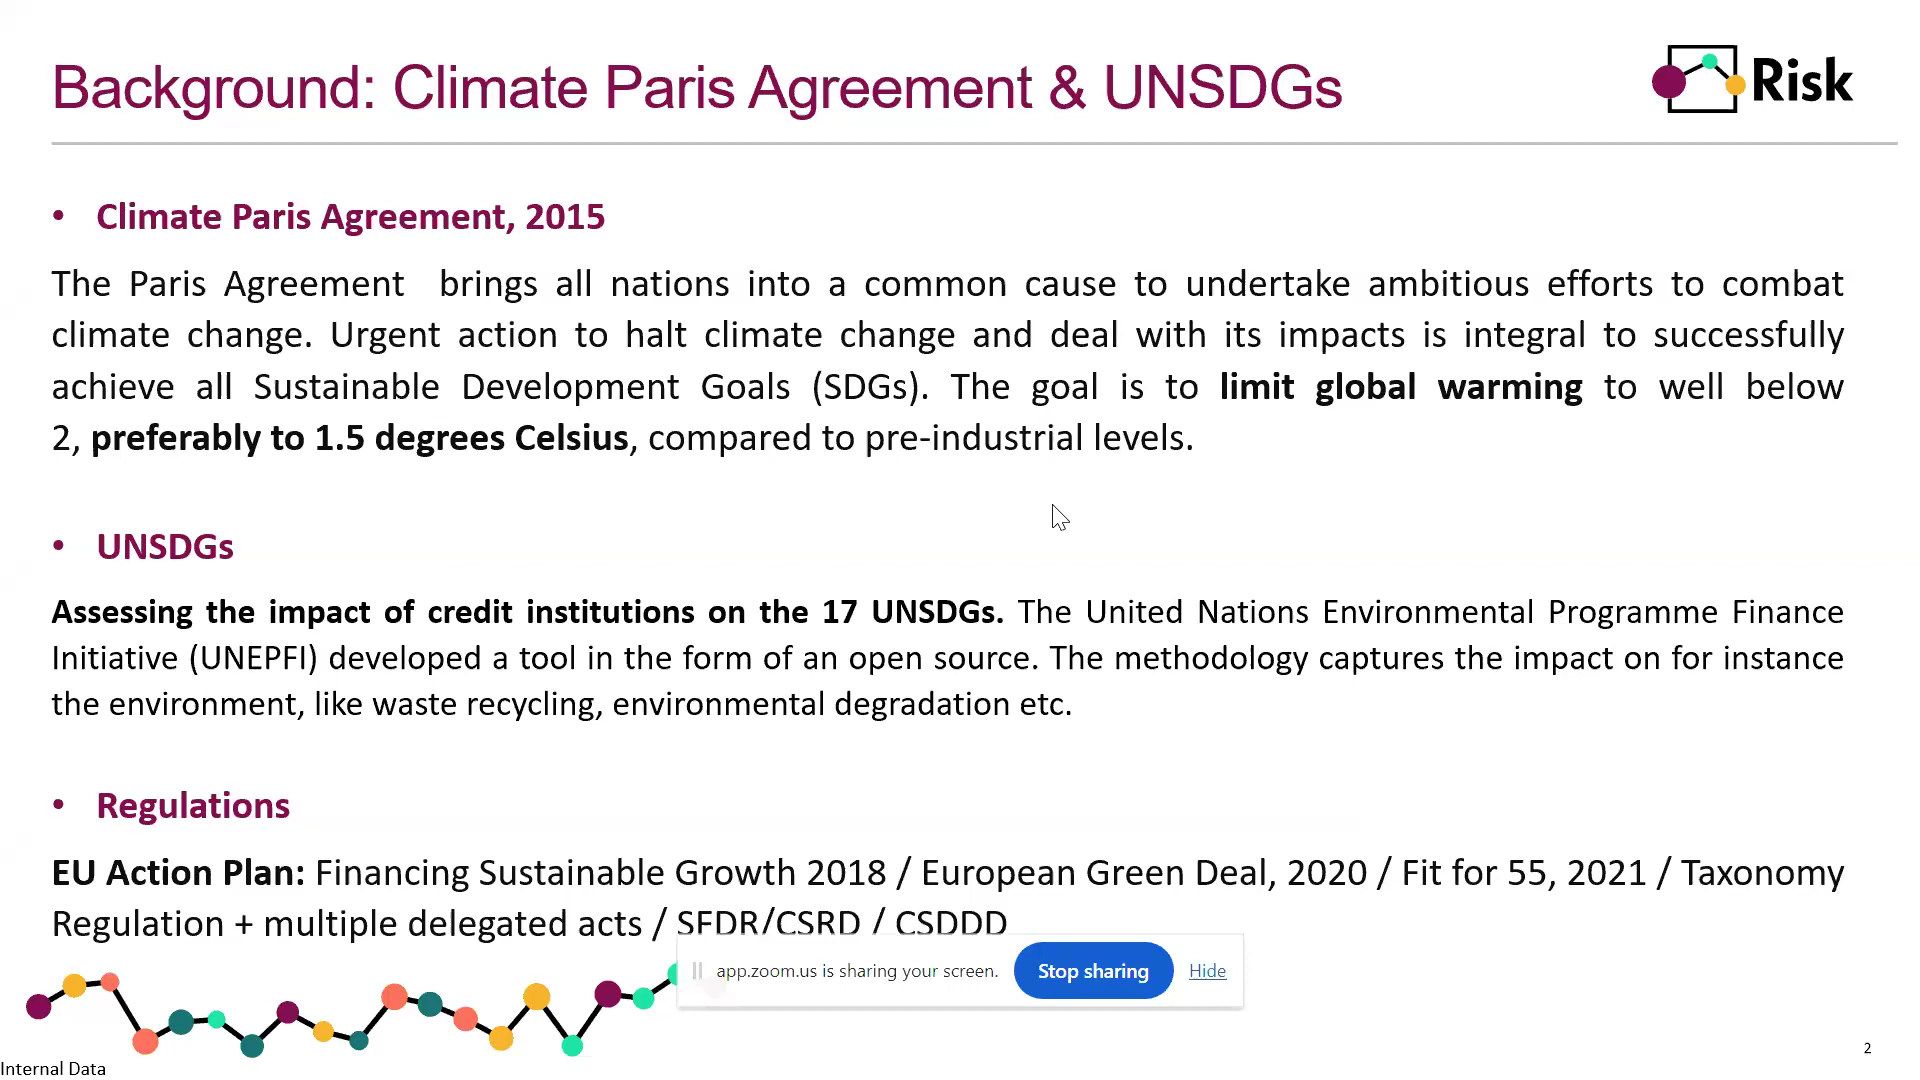 Background: Climate Paris Agreement & UNSDGs
Risk
• Climate Paris Agreement, 2015
The Paris Agreement brings all nations into a common cause to undertake ambitious efforts to combat
climate change. Urgent action to halt climate change and deal with its impacts is integral to successfully
achieve all Sustainable Development Goals (SDGs). The goal is to limit global warming to well below
2, preferably to 1.5 degrees Celsius, compared to pre-industrial levels.
• UNSDGs
Assessing the impact of credit institutions on the 17 UNSDGs. The United Nations Environmental Programme Finance
Initiative (UNEPFI) developed a tool in the form of an open source. The methodology captures the impact on for instance
the environment, like waste recycling, environmental degradation etc.
• Regulations
EU Action Plan: Financing Sustainable Growth 2018 / European Green Deal, 2020 / Fit for 55, 2021 / Taxonomy
Regulation + multiple delegated acts / SFDR/CSRD / CSDDD
app.zoom.us is sharing your screen.
Stop sharing
Hide
2
Internal Data